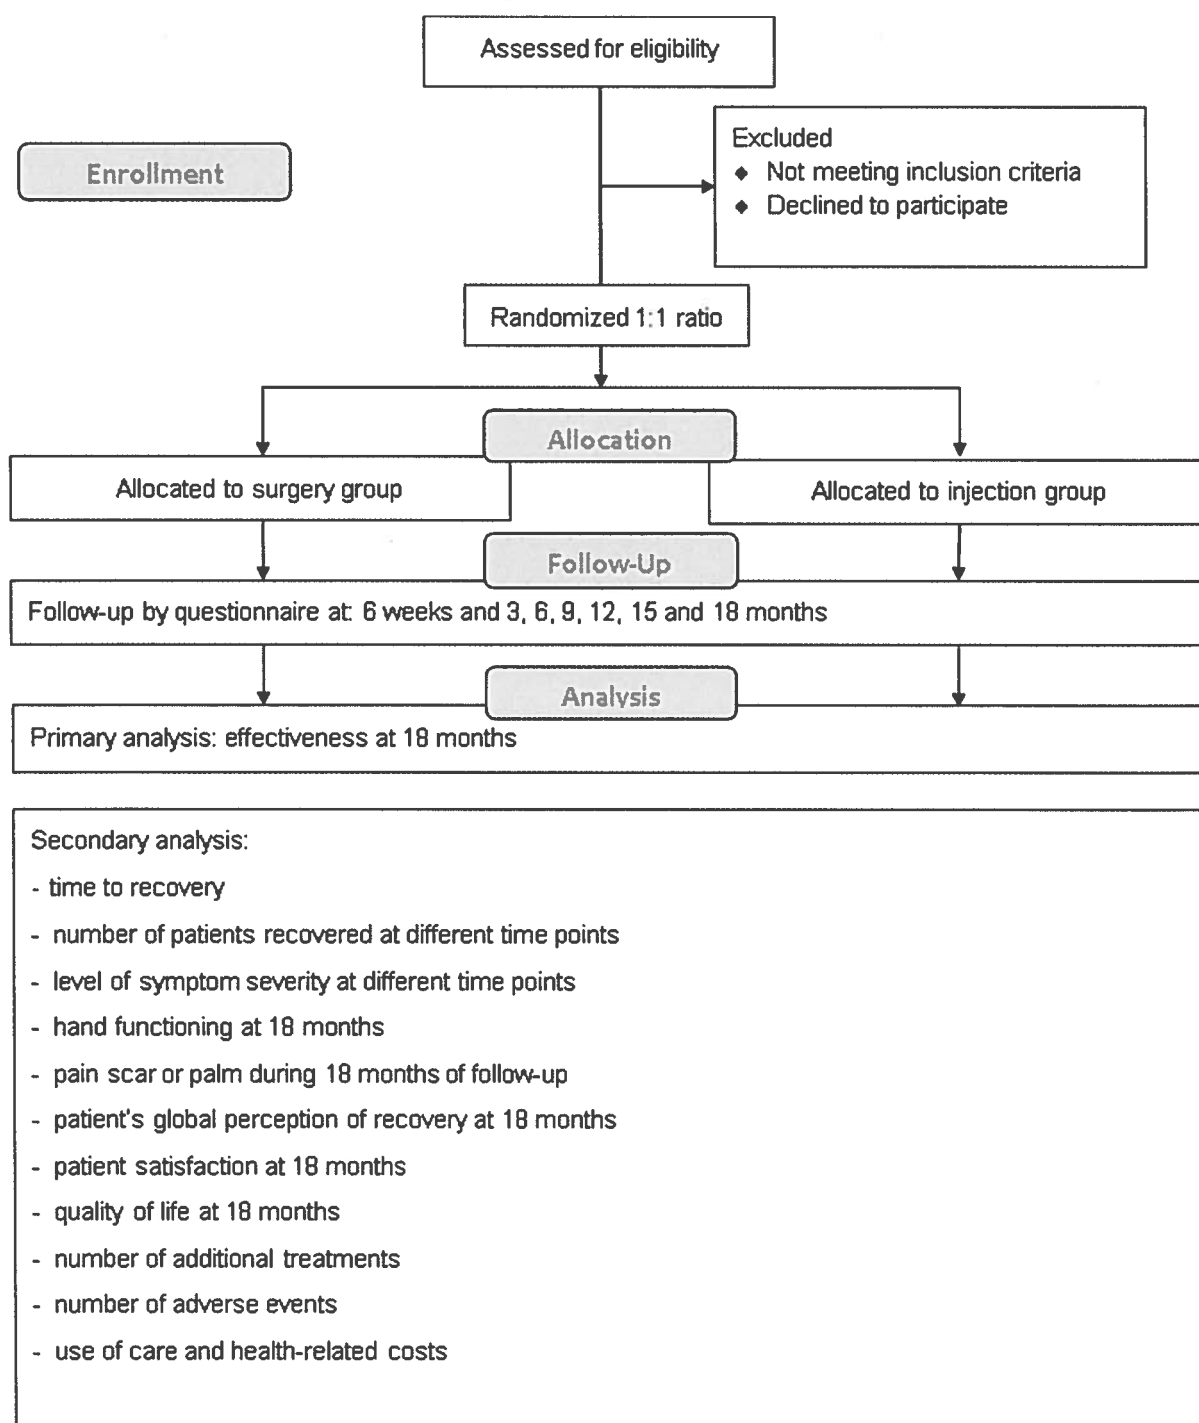 Assessed for eligibility
Enrollment
Excluded
◆ Not meeting inclusion criteria
◆ Declined to participate
Randomized 1:1 ratio
Allocation
Allocated to surgery group
Allocated to injection group
Follow-Up
Follow-up by questionnaire at: 6 weeks and 3, 6, 9, 12, 15 and 18 months
Analysis
Primary analysis: effectiveness at 18 months
Secondary analysis:
- time to recovery
- number of patients recovered at different time points
- level of symptom severity at different time points
- hand functioning at 18 months
- pain scar or palm during 18 months of follow-up
- patient's global perception of recovery at 18 months
- patient satisfaction at 18 months
- quality of life at 18 months
- number of additional treatments
- number of adverse events
- use of care and health-related costs